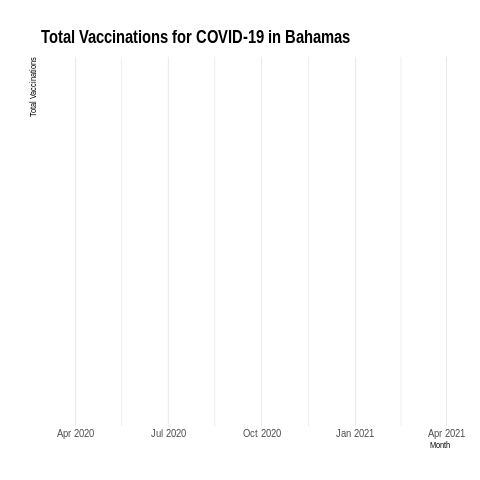 Total Vaccinations for COVID-19 in Bahamas
Total Vaccinations
Apr 2020 Jul 2020 Oct 2020 Jan 2021 Apr 2021
Month